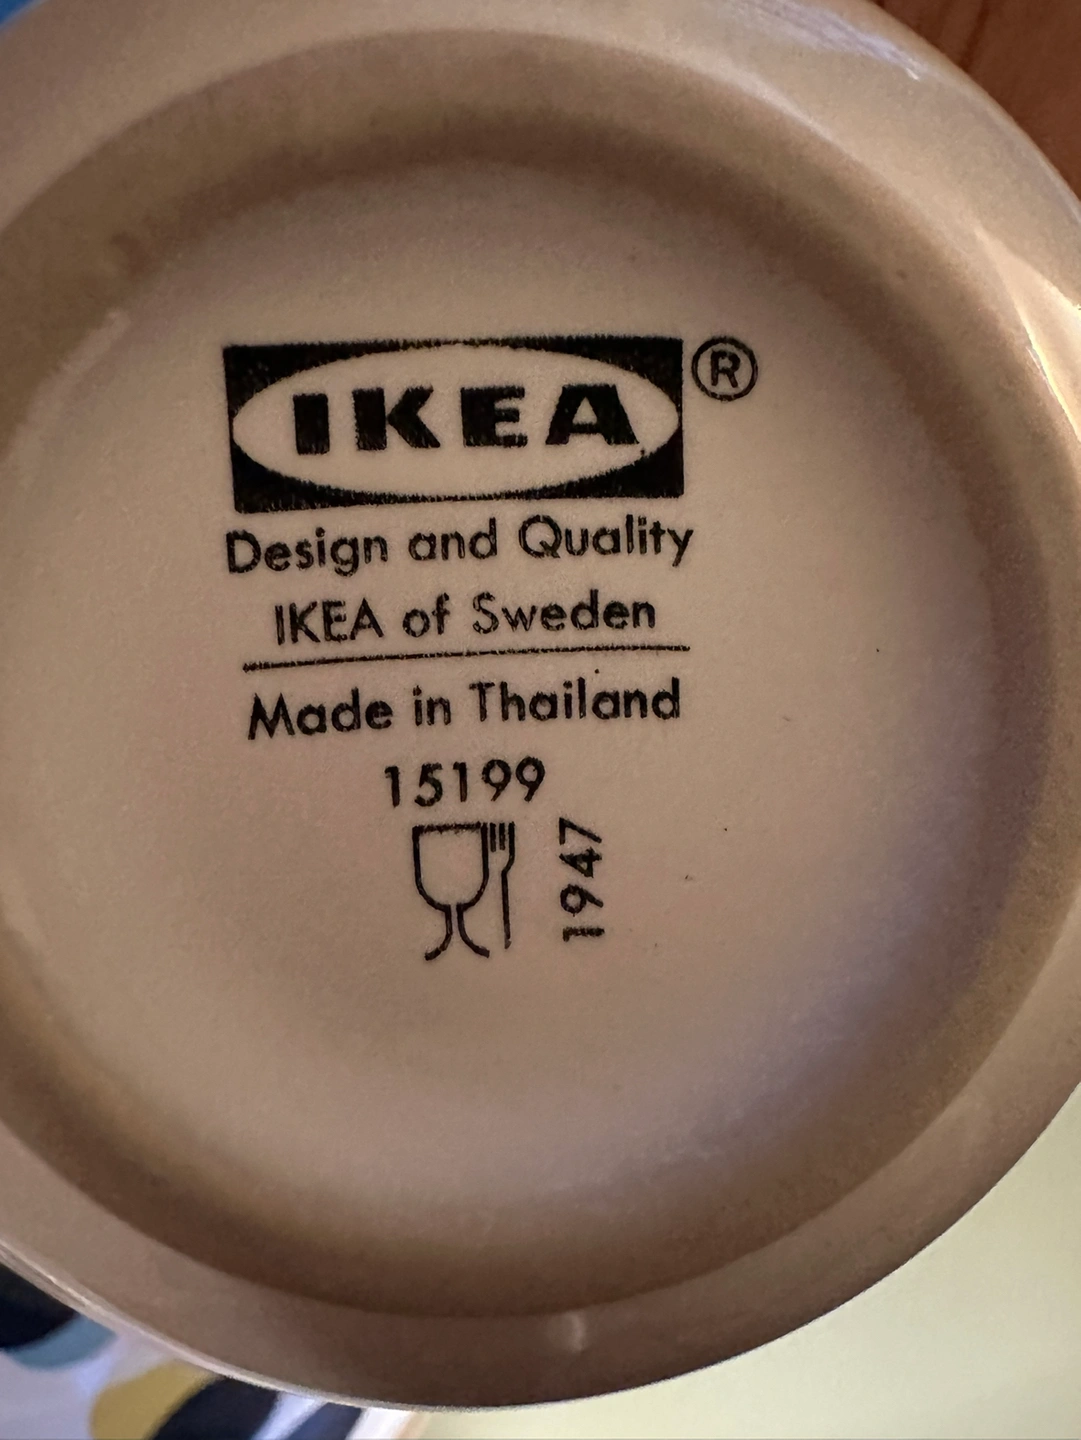 IKEA®
Design and Quality
IKEA of Sweden
Made in Thailand
15199
1947